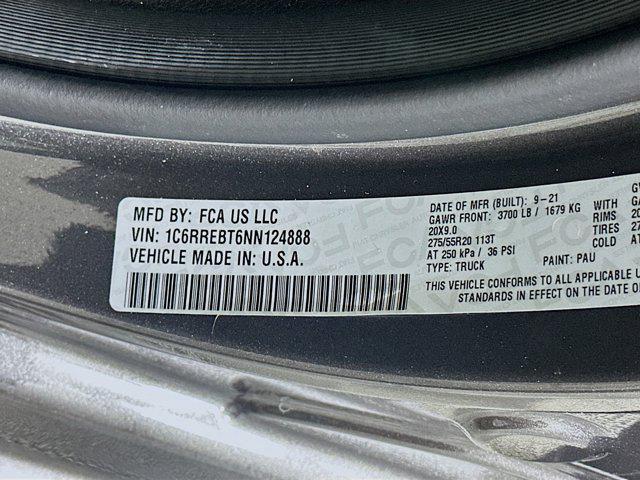 MFD BY: FCA US LLC
VIN: 1C6RREBT6NN124888
VEHICLE MADE IN: U.S.A.
DATE OF MFR (BUILT): 9-21
GAWR FRONT: 3700 LB / 1679 KG WITH
20X9.0 RIMS
275/55R20 113T TIRES
AT 250 kPa / 36 PSI COLD
TYPE: TRUCK PAINT: PAU
THIS VEHICLE CONFORMS TO ALL APPLICABLE
STANDARDS IN EFFECT ON THE DATE OF